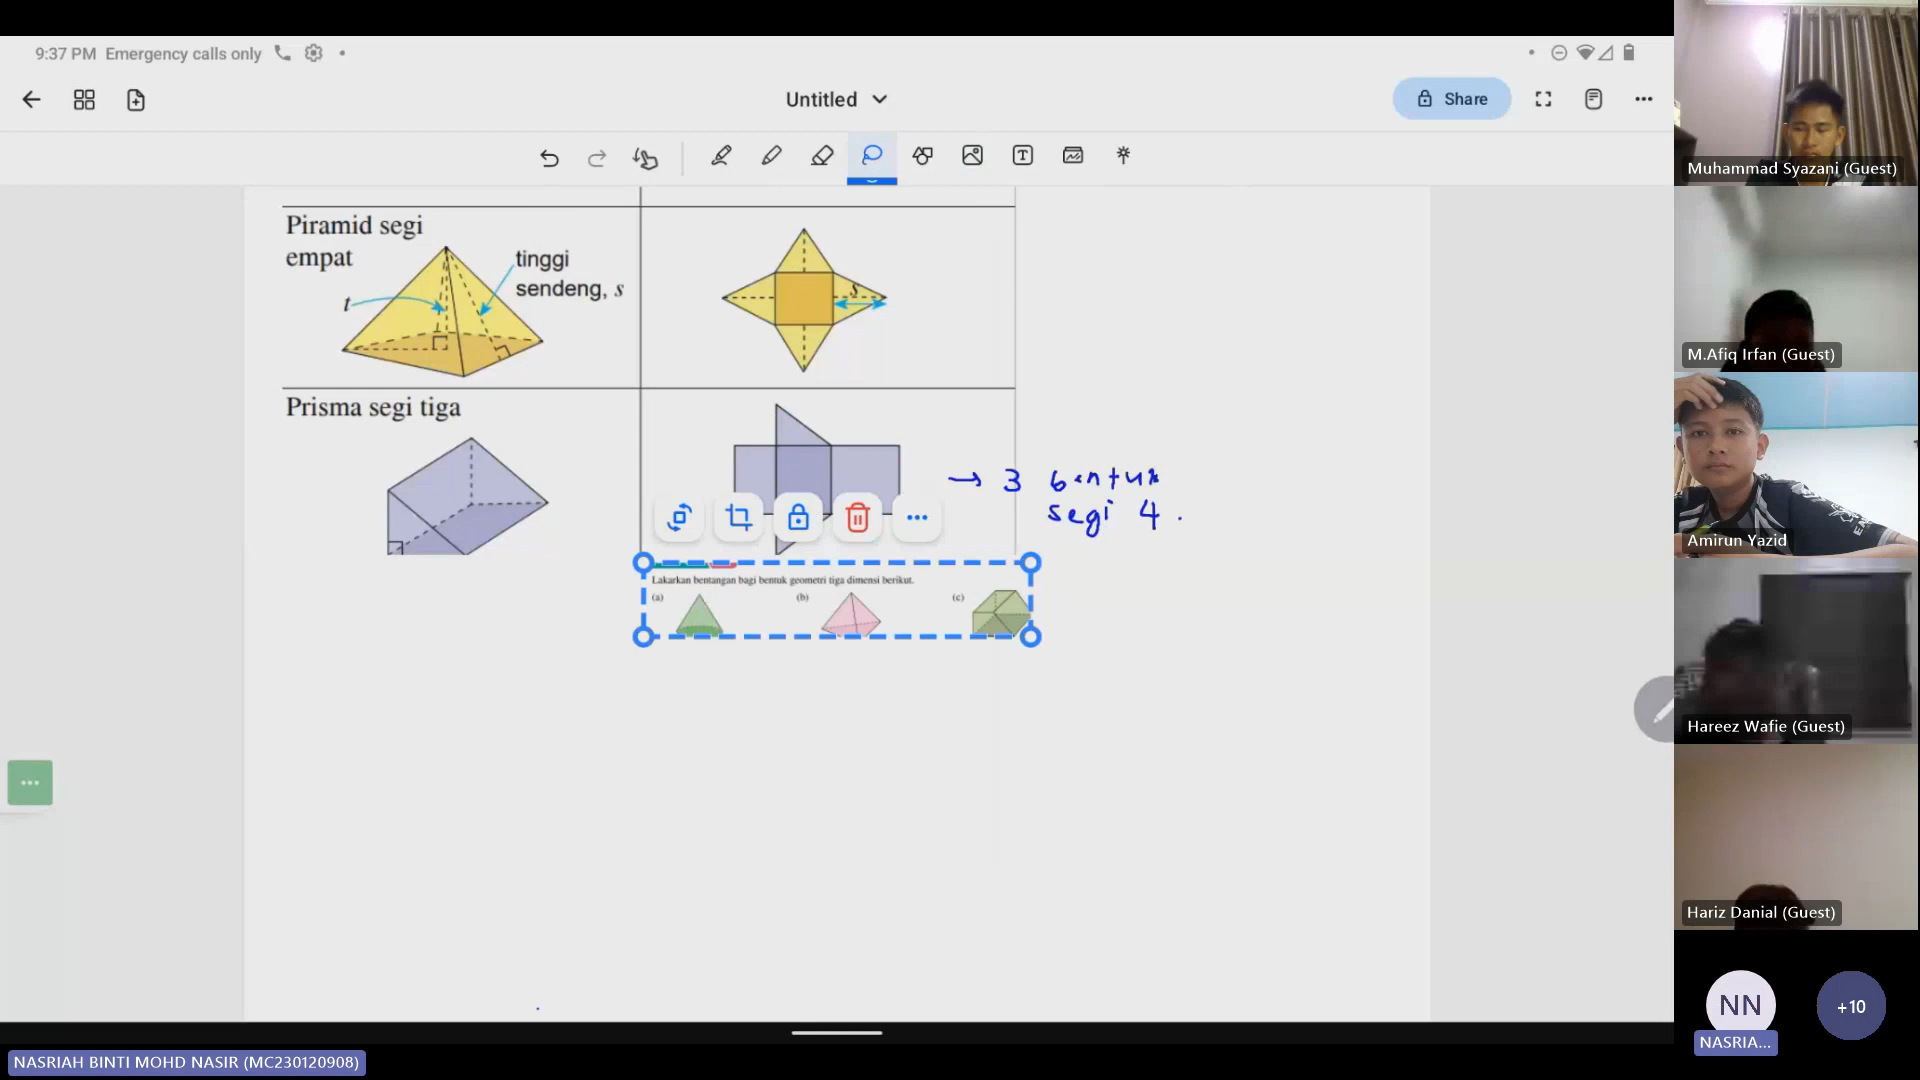 9:37 PM Emergency calls only
Untitled
Share
Piramid segi
empat
tinggi
sendeng, s
t
s
Prisma segi tiga
→ 3 bentuk
segi 4 .
Lakarkan bentangan bagi bentuk geometri tiga dimensi berikut.
(a) (b) (c)
Muhammad Syazani (Guest)
M.Afiq Irfan (Guest)
Amirun Yazid
Hareez Wafie (Guest)
Hariz Danial (Guest)
NN
+10
NASRIA...
NASRIAH BINTI MOHD NASIR (MC230120908)